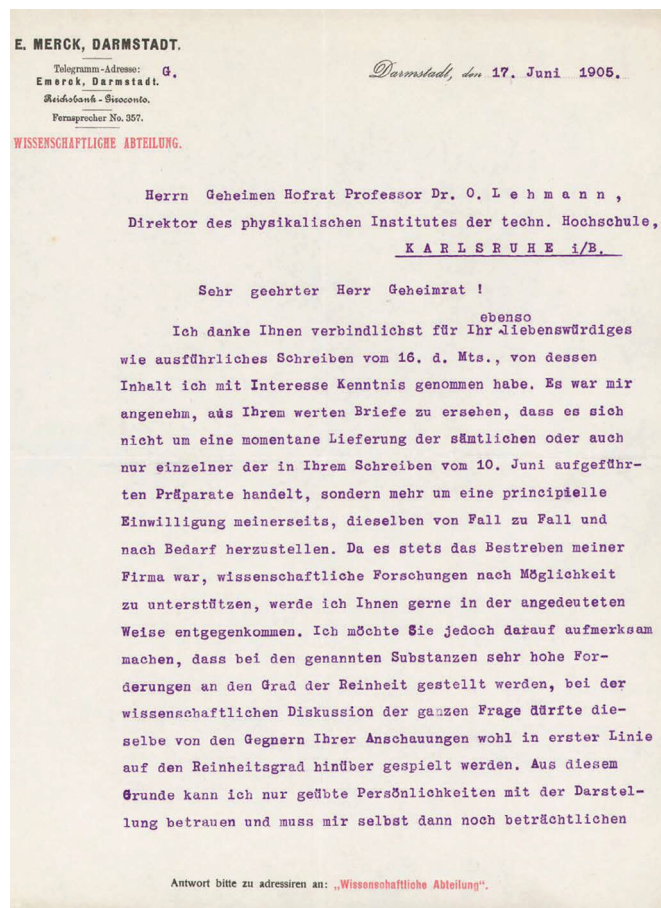 E. MERCK, DARMSTADT.
Telegramm-Adresse: G.
Emerck, Darmstadt.
Reichsbank-Giroconto.
Fernsprecher No. 357.
WISSENSCHAFTLICHE ABTEILUNG.
Darmstadt, den 17. Juni 1905.
Herrn Geheimen Hofrat Professor Dr. O. Lehmann,
Direktor des physikalischen Institutes der techn. Hochschule,
KARLSRUHE i/B.
Sehr geehrter Herr Geheimrat !
ebenso
Ich danke Ihnen verbindlichst für Ihr liebenswürdiges
wie ausführliches Schreiben vom 16. d. Mts., von dessen
Inhalt ich mit Interesse Kenntnis genommen habe. Es war mir
angenehm, aus Ihrem werten Briefe zu ersehen, dass es sich
nicht um eine momentane Lieferung der sämtlichen oder auch
nur einzelner der in Ihrem Schreiben vom 10. Juni aufgeführ-
ten Präparate handelt, sondern mehr um eine principielle
Einwilligung meinerseits, dieselben von Fall zu Fall und
nach Bedarf herzustellen. Da es stets das Bestreben meiner
Firma war, wissenschaftliche Forschungen nach Möglichkeit
zu unterstützen, werde ich Ihnen gerne in der angedeuteten
Weise entgegenkommen. Ich möchte Sie jedoch darauf aufmerksam
machen, dass bei den genannten Substanzen sehr hohe For-
derungen an den Grad der Reinheit gestellt werden, bei der
wissenschaftlichen Diskussion der ganzen Frage dürfte die-
selbe von den Gegnern Ihrer Anschauungen wohl in erster Linie
auf den Reinheitsgrad hinüber gespielt werden. Aus diesem
Grunde kann ich nur geübte Persönlichkeiten mit der Darstel-
lung betrauen und muss mir selbst dann noch beträchtlichen
Antwort bitte zu adressiren an: „Wissenschaftliche Abteilung".